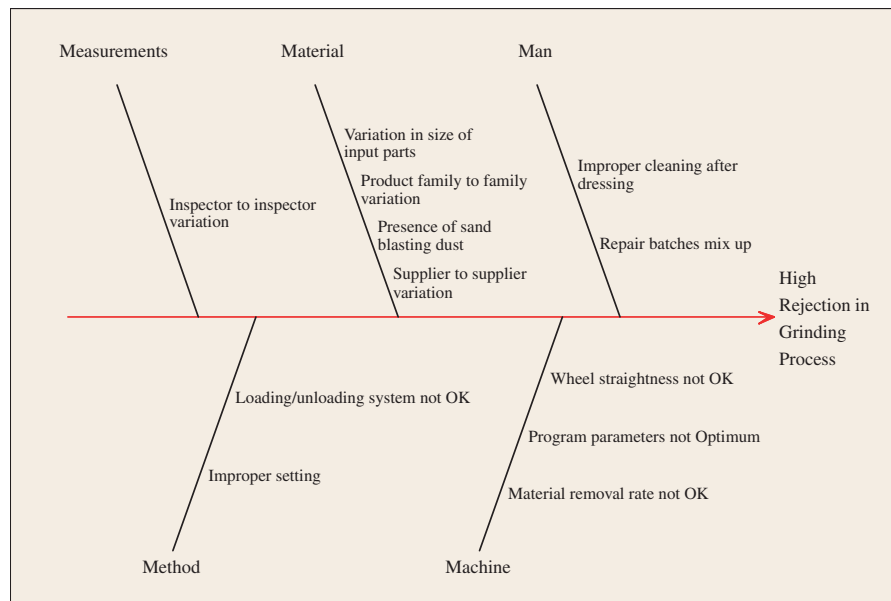 Measurements
Material
Man
Variation in size of
input parts
Product family to family
variation
Presence of sand
blasting dust
Supplier to supplier
variation
Inspector to inspector
variation
Improper cleaning after
dressing
Repair batches mix up
High
Rejection in
Grinding
Process
Loading/unloading system not OK
Improper setting
Wheel straightness not OK
Program parameters not Optimum
Material removal rate not OK
Method
Machine